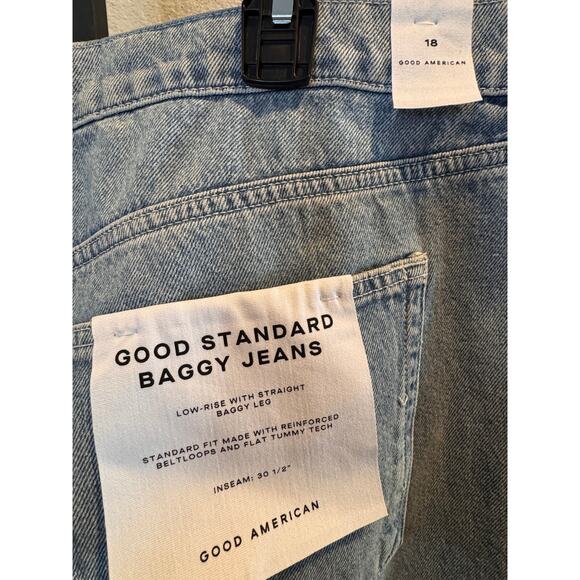 18
GOOD AMERICAN
GOOD STANDARD
BAGGY JEANS
LOW-RISE WITH STRAIGHT
BAGGY LEG
STANDARD FIT MADE WITH REINFORCED
BELTLOOPS AND FLAT TUMMY TECH
INSEAM: 30 1/2"
GOOD AMERICAN